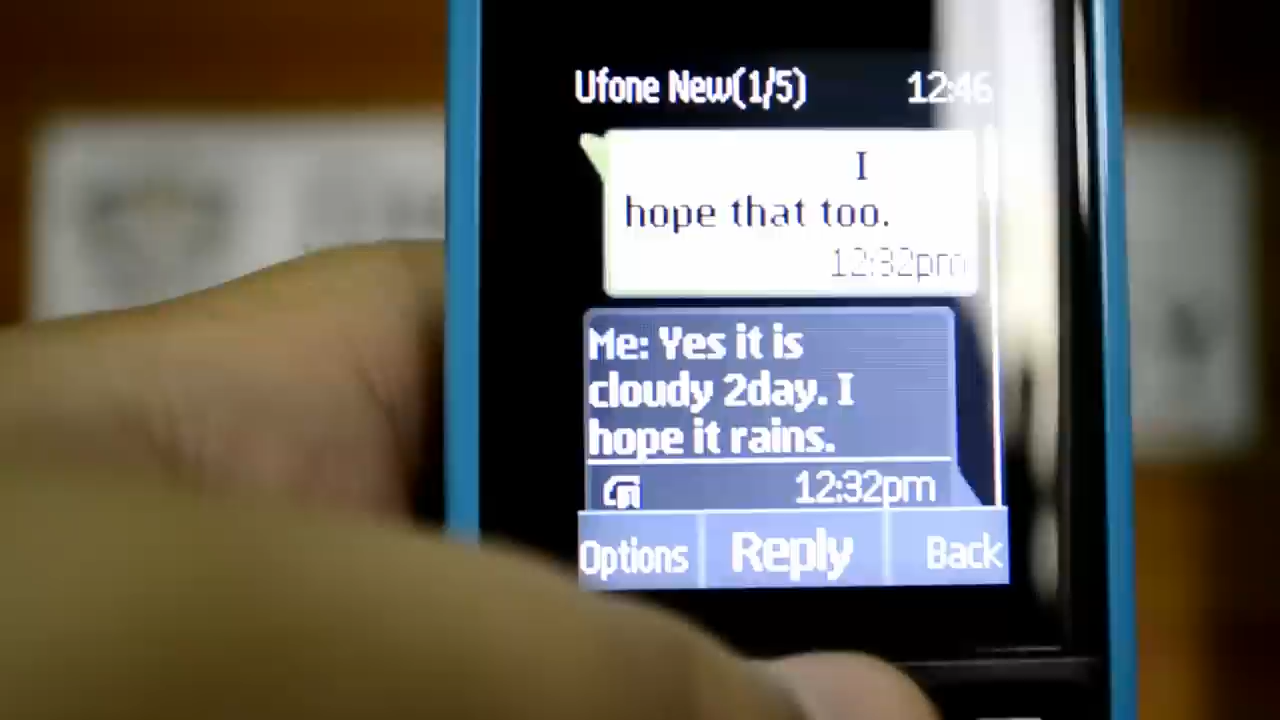 Ufone New(1/5) 12:46
I
hope that too.
12:32pm
Me: Yes it is
cloudy 2day. I
hope it rains.
12:32pm
Options Reply Back